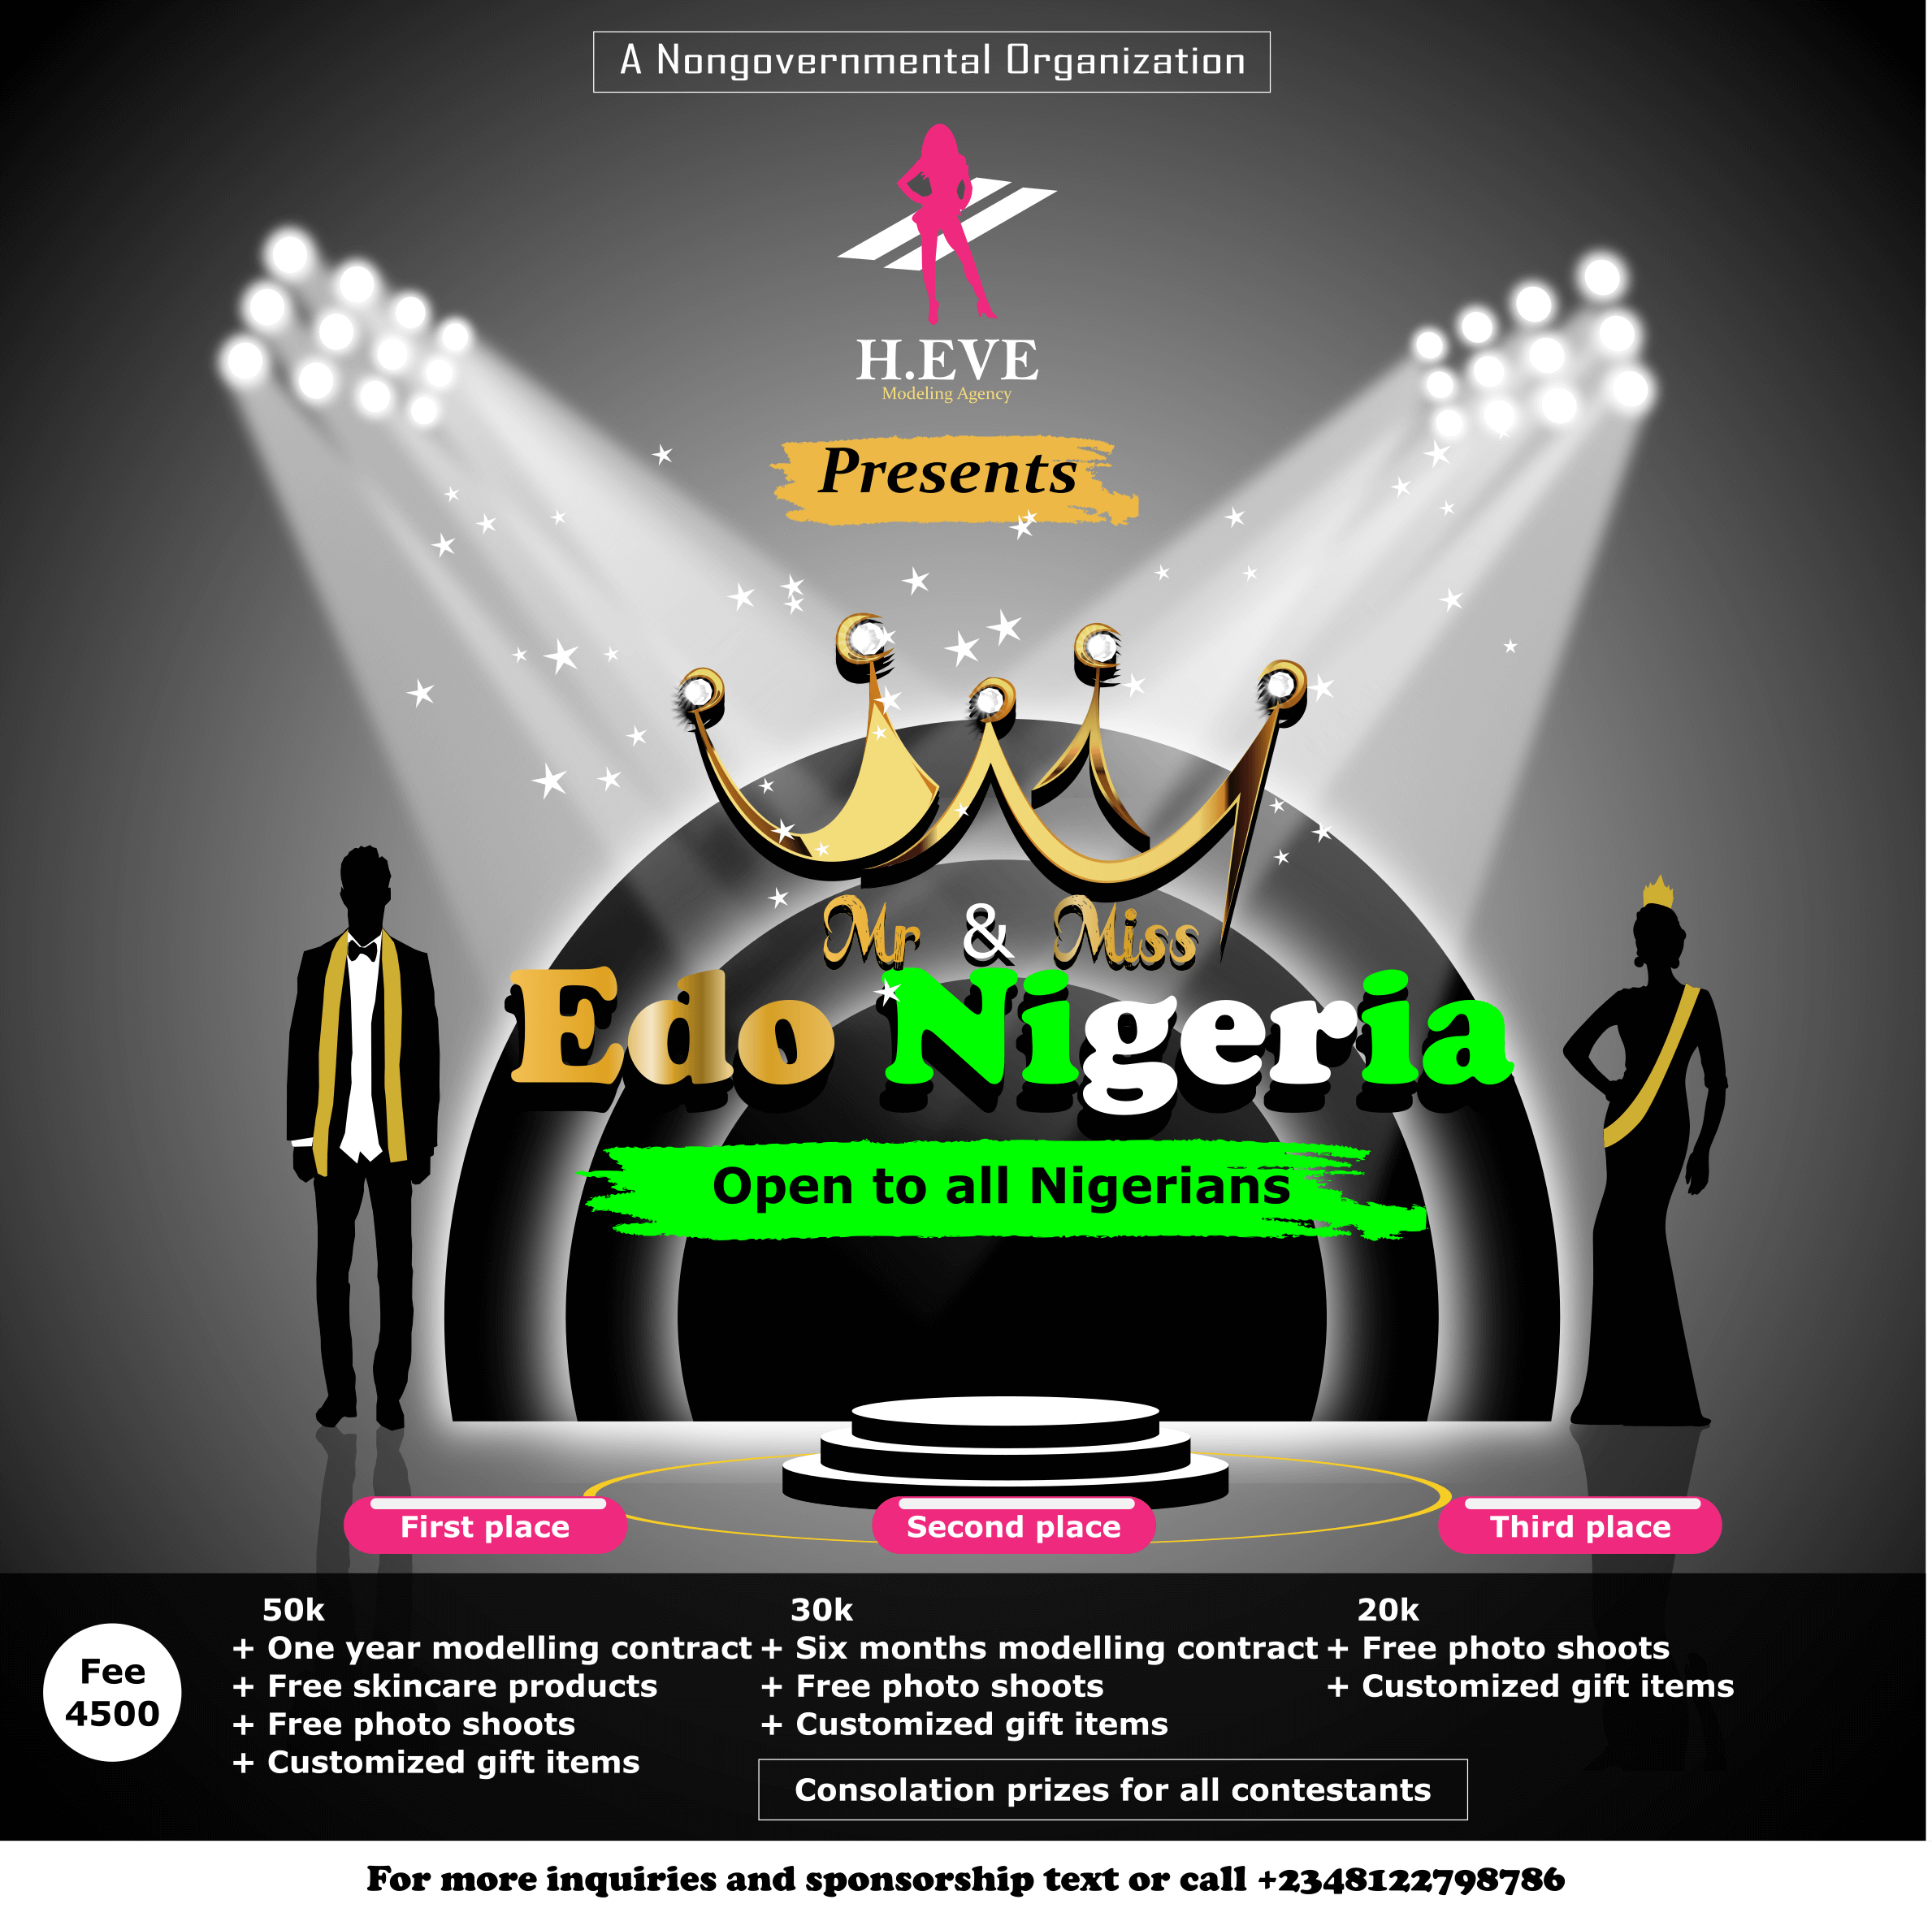 A Nongovernmental Organization
H.EVE
Modeling Agency
Presents
Mr & Miss
Edo Nigeria
Open to all Nigerians
First place
Second place
Third place
Fee
4500
50k
+ One year modelling contract
+ Free skincare products
+ Free photo shoots
+ Customized gift items
30k
+ Six months modelling contract
+ Free photo shoots
+ Customized gift items
20k
+ Free photo shoots
+ Customized gift items
Consolation prizes for all contestants
For more inquiries and sponsorship text or call +2348122798786